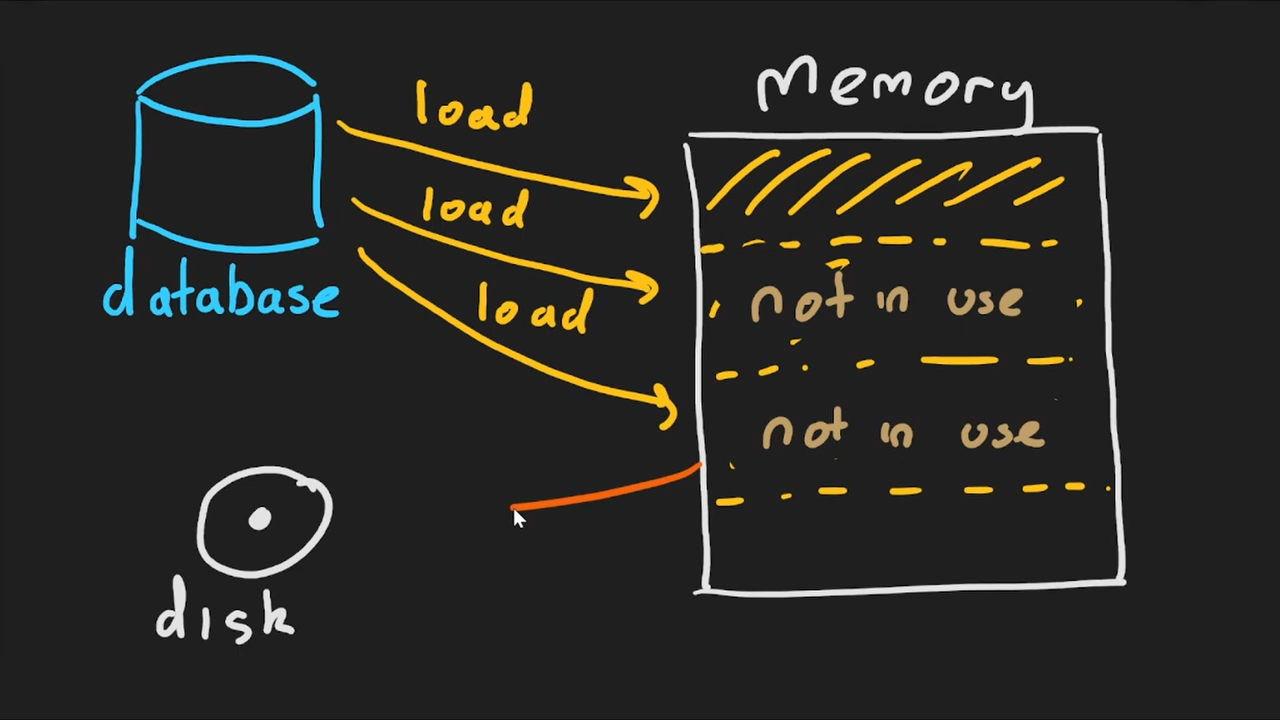 Memory
load
load
database
load
not in use
not in use
disk